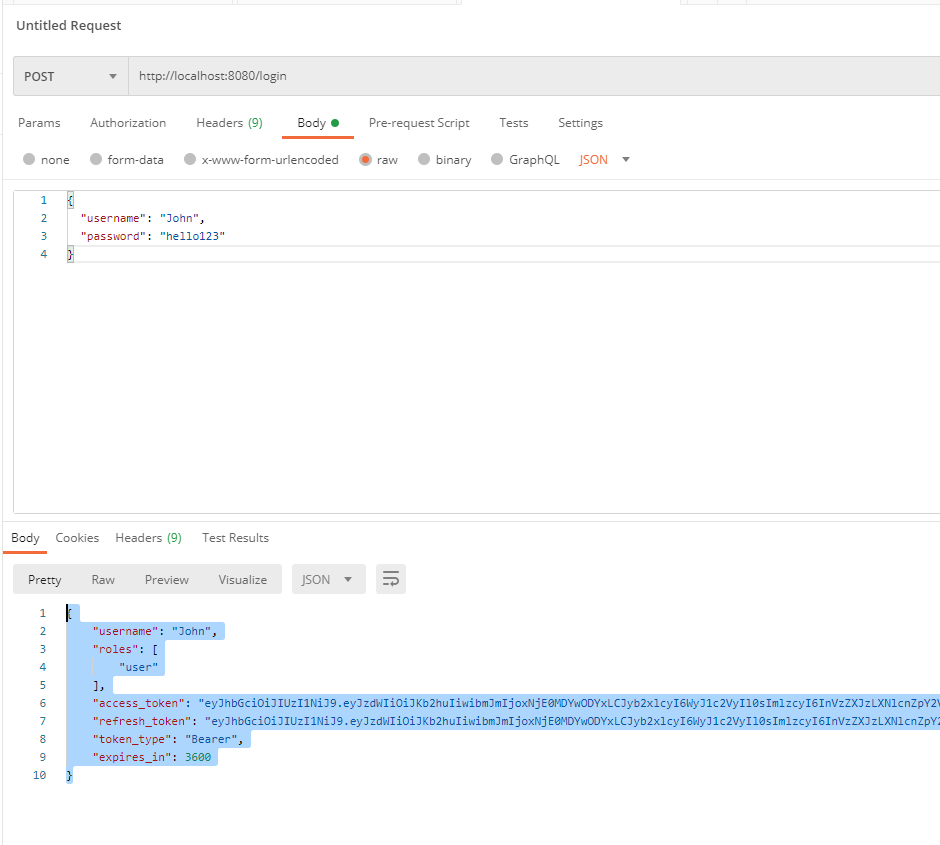 Untitled Request
POST http://localhost:8080/login
Params Authorization Headers (9) Body Pre-request Script Tests Settings
none form-data x-www-form-urlencoded raw binary GraphQL JSON
1 {
2 "username": "John",
3 "password": "hello123"
4 }
Body Cookies Headers (9) Test Results
Pretty Raw Preview Visualize JSON
1 {
2 "username": "John",
3 "roles": [
4 "user"
5 ],
6 "access_token": "eyJhbGciOiJIUzI1NiJ9.eyJzdWIiOiJKb2huIiwibmJmIjoxNjE0MDYwODYxLCJyb2xlcyI6WyJ1c2VyIl0sImlzcyI6InVzZXJzLXNlcnZpY2V
7 "refresh_token": "eyJhbGciOiJIUzI1NiJ9.eyJzdWIiOiJKb2huIiwibmJmIjoxNjE0MDYwODYxLCJyb2xlcyI6WyJ1c2VyIl0sImlzcyI6InVzZXJzLXNlcnZpY2
8 "token_type": "Bearer",
9 "expires_in": 3600
10 }